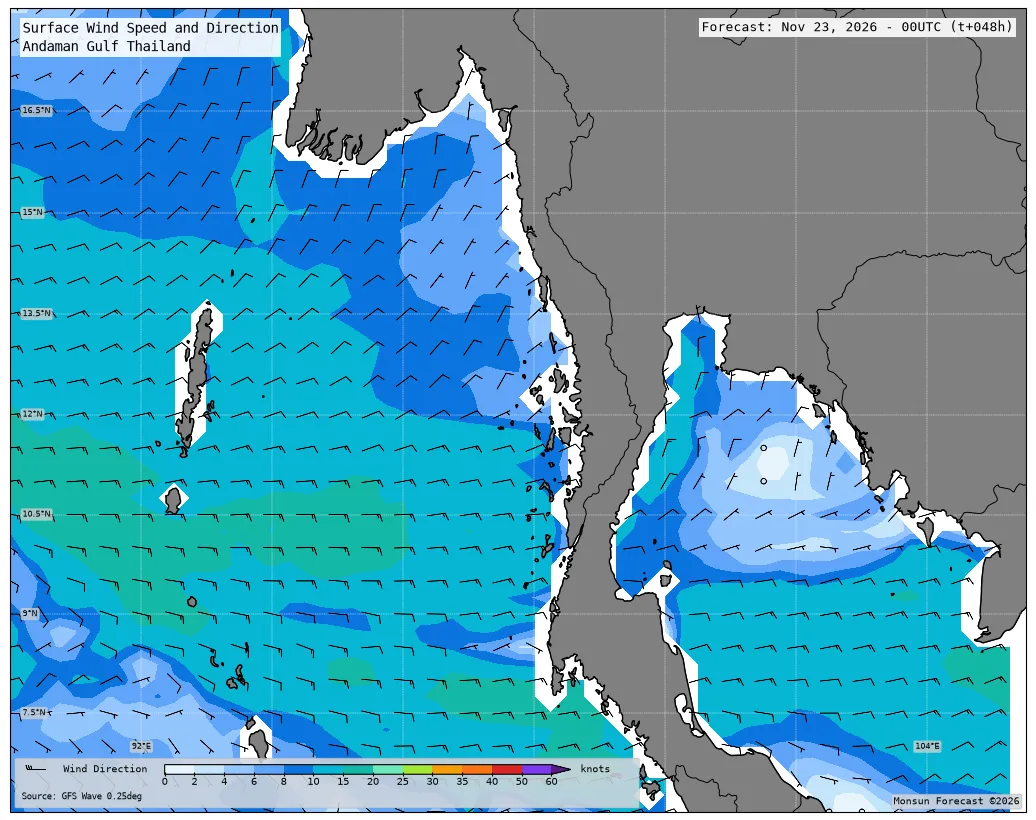 Surface Wind Speed and Direction
Andaman Gulf Thailand
Forecast: Nov 23, 2026 - 00UTC (t+048h)
16.5°N
15°N
13.5°N
12°N
10.5°N
9°N
7.5°N
92°E
104°E
Wind Direction
0 2 4 6 8 10 15 20 25 30 35 40 50 60
knots
Source: GFS Wave 0.25deg
Monsun Forecast ©2026